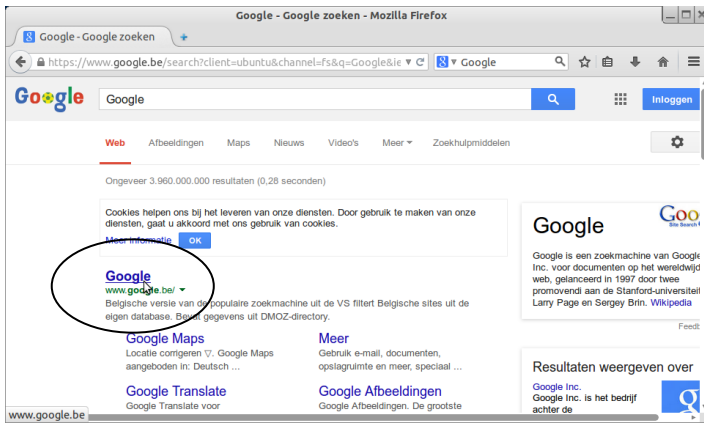 Google - Google zoeken - Mozilla Firefox
Google - Google zoeken
https://www.google.be/search?client=ubuntu&channel=fs&q=Google&ie
Google
Google
Google
Inloggen
Web Afbeeldingen Maps Nieuws Video's Meer Zoekhulpmiddelen
Ongeveer 3.960.000.000 resultaten (0,28 seconden)
Cookies helpen ons bij het leveren van onze diensten. Door gebruik te maken van onze
diensten, gaat u akkoord met ons gebruik van cookies.
Meer informatie OK
Google
www.google.be/
Belgische versie van de populaire zoekmachine uit de VS filtert Belgische sites uit de
eigen database. Bevat gegevens uit DMOZ-directory.
Google Maps
Locatie corrigeren ▽. Google Maps
aangeboden in: Deutsch ...
Meer
Gebruik e-mail, documenten,
opslagruimte en meer, speciaal ...
Google Translate
Google Translate voor
Google Afbeeldingen
Google Afbeeldingen. De grootste
Google
Goo
Site Search
Google is een zoekmachine van Google
Inc. voor documenten op het wereldwijd
web, gelanceerd in 1997 door twee
promovendi aan de Stanford-universiteit
Larry Page en Sergey Brin. Wikipedia
Feedb
Resultaten weergeven over
Google Inc.
Google Inc. is het bedrijf
achter de
g
www.google.be